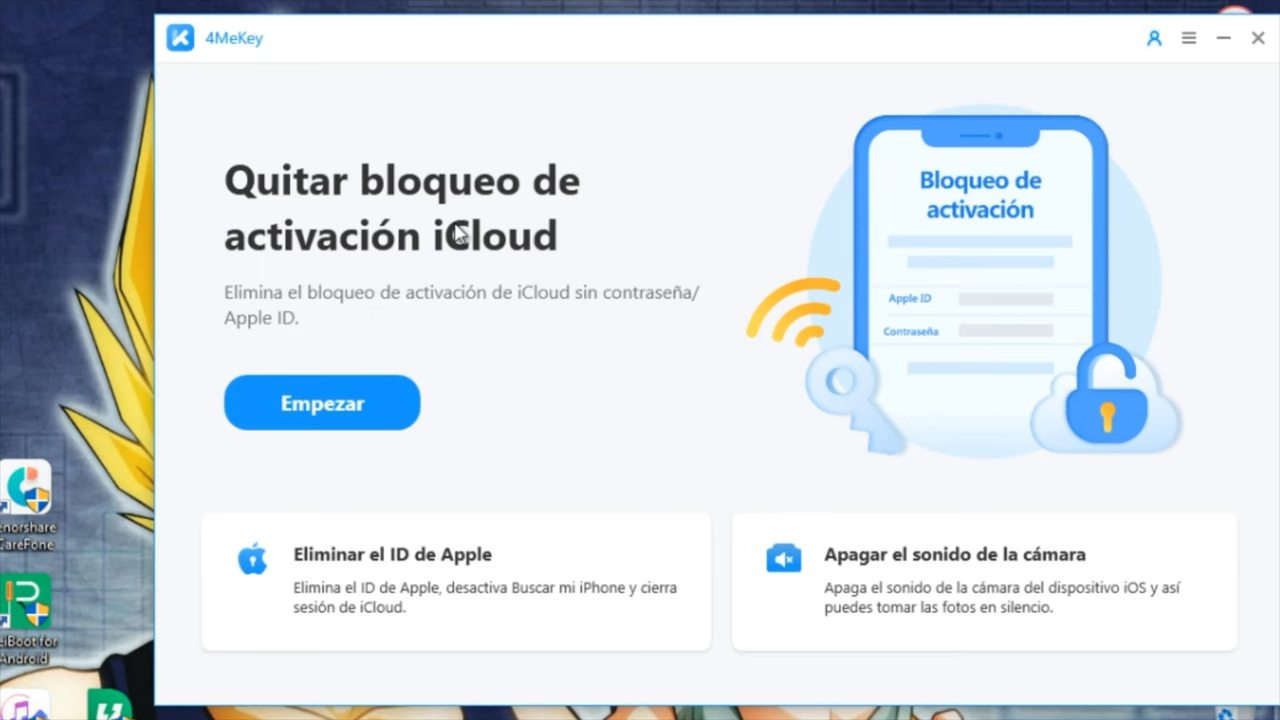 4MeKey
Quitar bloqueo de
activación iCloud
Elimina el bloqueo de activación de iCloud sin contraseña/
Apple ID.
Empezar
Bloqueo de
activación
Apple ID
Contraseña
Eliminar el ID de Apple
Elimina el ID de Apple, desactiva Buscar mi iPhone y cierra
sesión de iCloud.
Apagar el sonido de la cámara
Apaga el sonido de la cámara del dispositivo iOS y así
puedes tomar las fotos en silencio.
enorshare
CareFone
eiBoot for
Android